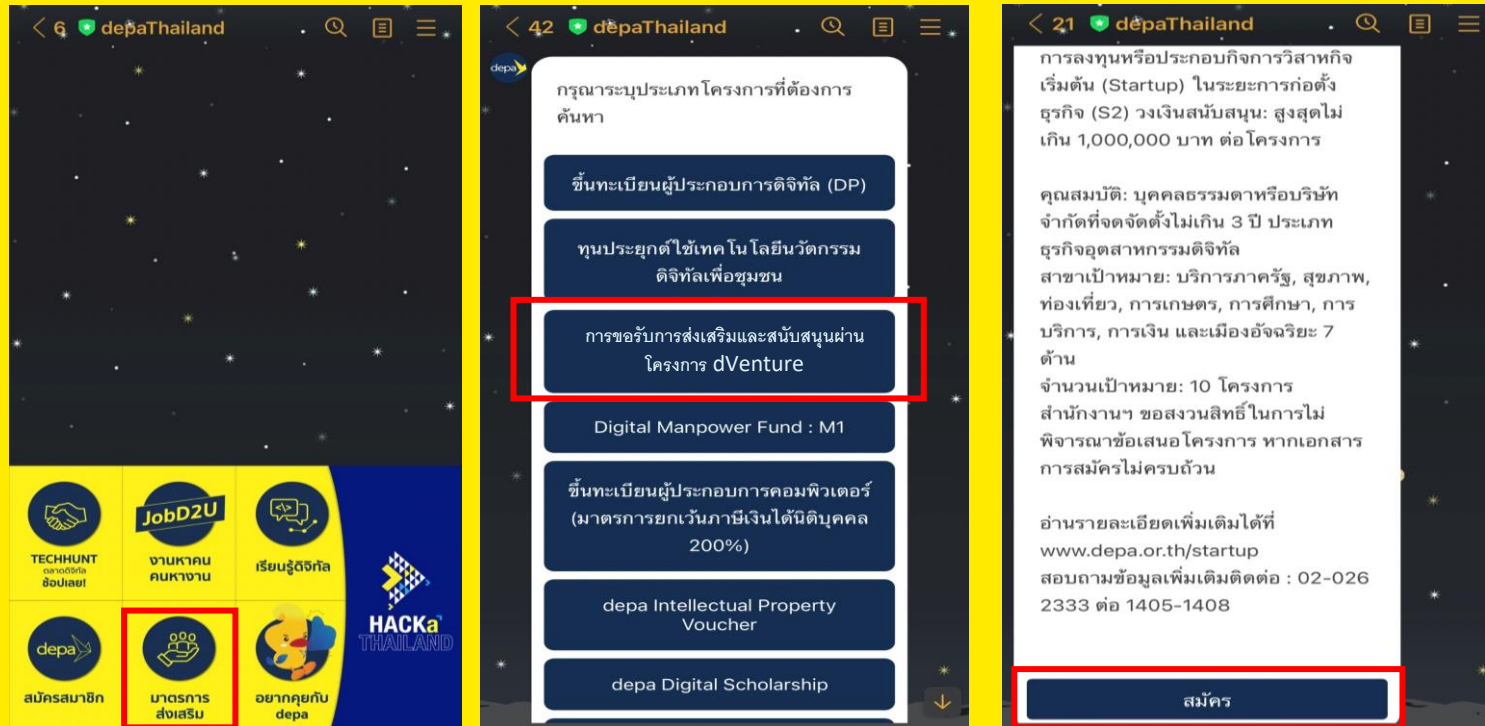 6 depaThailand
TECHHUNT
ตลาดดิจิทัล
ช้อปเลย!
JobD2U
งานหาคน
คนหางาน
เรียนรู้ดิจิทัล
depa
สมัครสมาชิก
มาตรการ
ส่งเสริม
อยากคุยกับ
depa
HACKa
THAILAND
42 depaThailand
depa
กรุณาระบุประเภทโครงการที่ต้องการ
ค้นหา
ขึ้นทะเบียนผู้ประกอบการดิจิทัล (DP)
ทุนประยุกต์ใช้เทคโนโลยีนวัตกรรม
ดิจิทัลเพื่อชุมชน
การขอรับการส่งเสริมและสนับสนุนผ่าน
โครงการ dVenture
Digital Manpower Fund : M1
ขึ้นทะเบียนผู้ประกอบการคอมพิวเตอร์
(มาตรการยกเว้นภาษีเงินได้นิติบุคคล
200%)
depa Intellectual Property
Voucher
depa Digital Scholarship
21 depaThailand
การลงทุนหรือประกอบกิจการวิสาหกิจ
เริ่มต้น (Startup) ในระยะการก่อตั้ง
ธุรกิจ (S2) วงเงินสนับสนุน: สูงสุดไม่
เกิน 1,000,000 บาท ต่อโครงการ
คุณสมบัติ: บุคคลธรรมดาหรือบริษัท
จำกัดที่จดจัดตั้งไม่เกิน 3 ปี ประเภท
ธุรกิจอุตสาหกรรมดิจิทัล
สาขาเป้าหมาย: บริการภาครัฐ, สุขภาพ,
ท่องเที่ยว, การเกษตร, การศึกษา, การ
บริการ, การเงิน และเมืองอัจฉริยะ 7
ด้าน
จำนวนเป้าหมาย: 10 โครงการ
สำนักงานฯ ขอสงวนสิทธิ์ในการไม่
พิจารณาข้อเสนอโครงการ หากเอกสาร
การสมัครไม่ครบถ้วน
อ่านรายละเอียดเพิ่มเติมได้ที่
www.depa.or.th/startup
สอบถามข้อมูลเพิ่มเติมติดต่อ : 02-026
2333 ต่อ 1405-1408
สมัคร